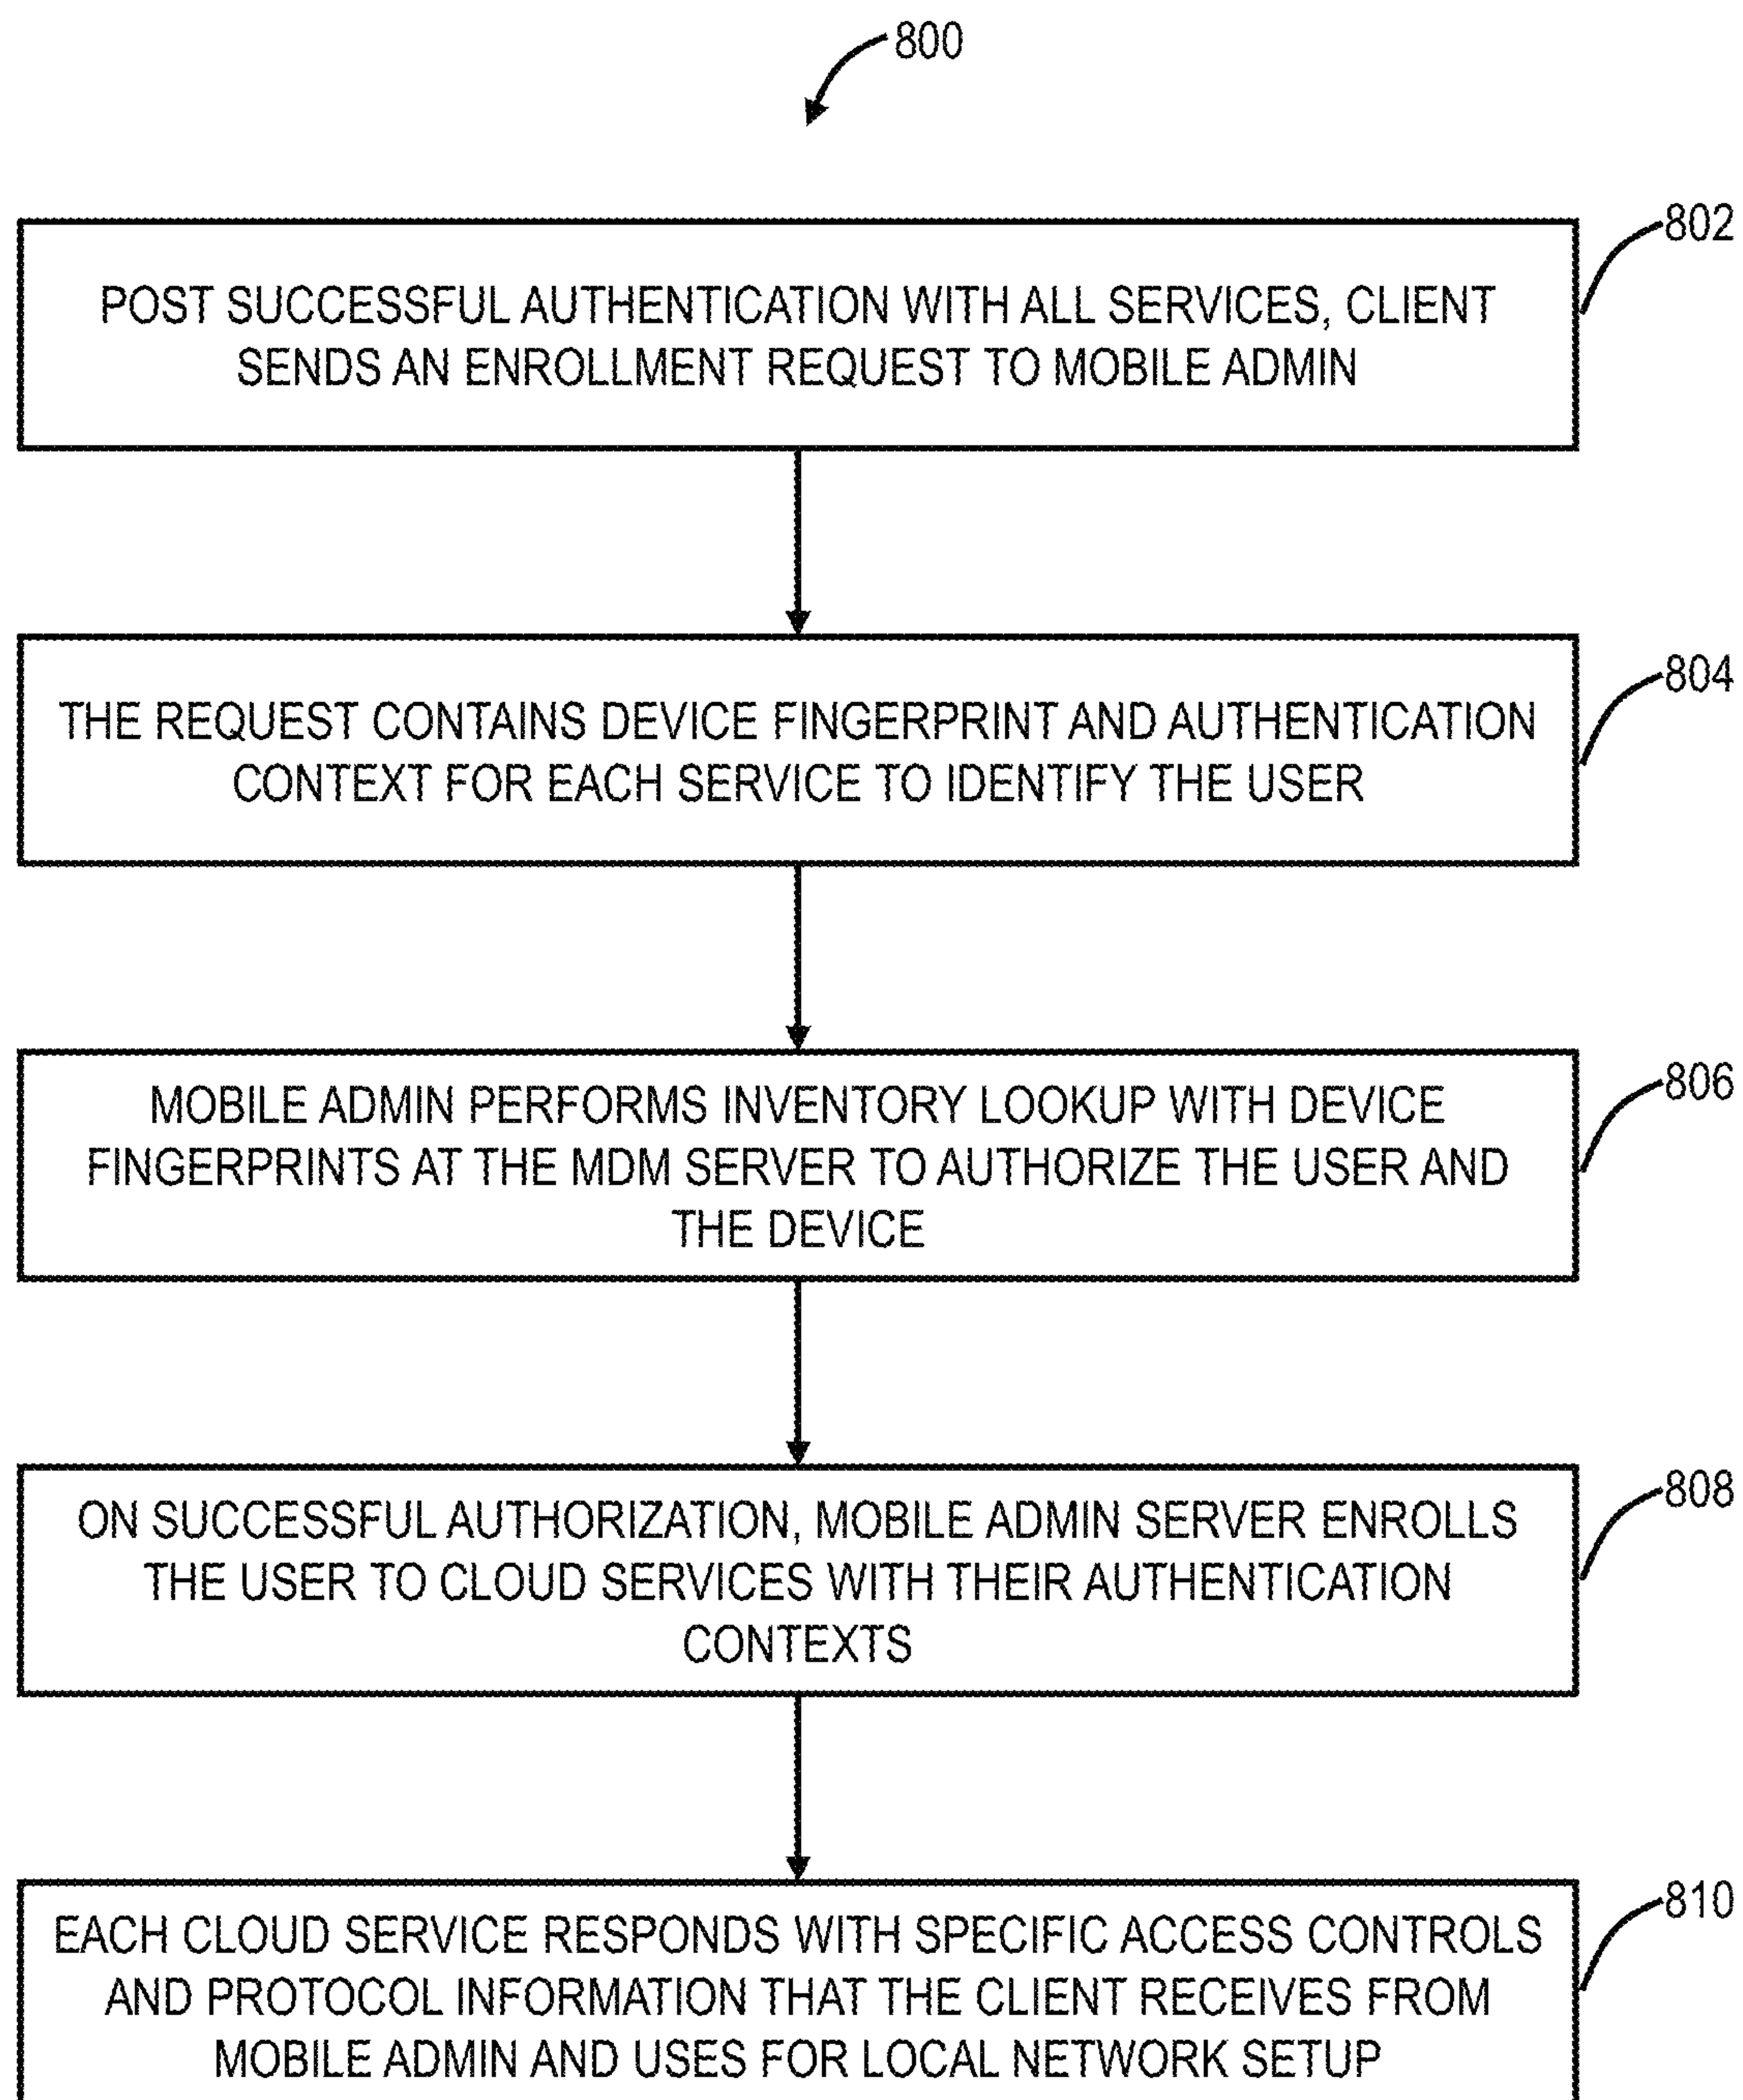 800
802
POST SUCCESSFUL AUTHENTICATION WITH ALL SERVICES, CLIENT
SENDS AN ENROLLMENT REQUEST TO MOBILE ADMIN
804
THE REQUEST CONTAINS DEVICE FINGERPRINT AND AUTHENTICATION
CONTEXT FOR EACH SERVICE TO IDENTIFY THE USER
806
MOBILE ADMIN PERFORMS INVENTORY LOOKUP WITH DEVICE
FINGERPRINTS AT THE MDM SERVER TO AUTHORIZE THE USER AND
THE DEVICE
808
ON SUCCESSFUL AUTHORIZATION, MOBILE ADMIN SERVER ENROLLS
THE USER TO CLOUD SERVICES WITH THEIR AUTHENTICATION
CONTEXTS
810
EACH CLOUD SERVICE RESPONDS WITH SPECIFIC ACCESS CONTROLS
AND PROTOCOL INFORMATION THAT THE CLIENT RECEIVES FROM
MOBILE ADMIN AND USES FOR LOCAL NETWORK SETUP